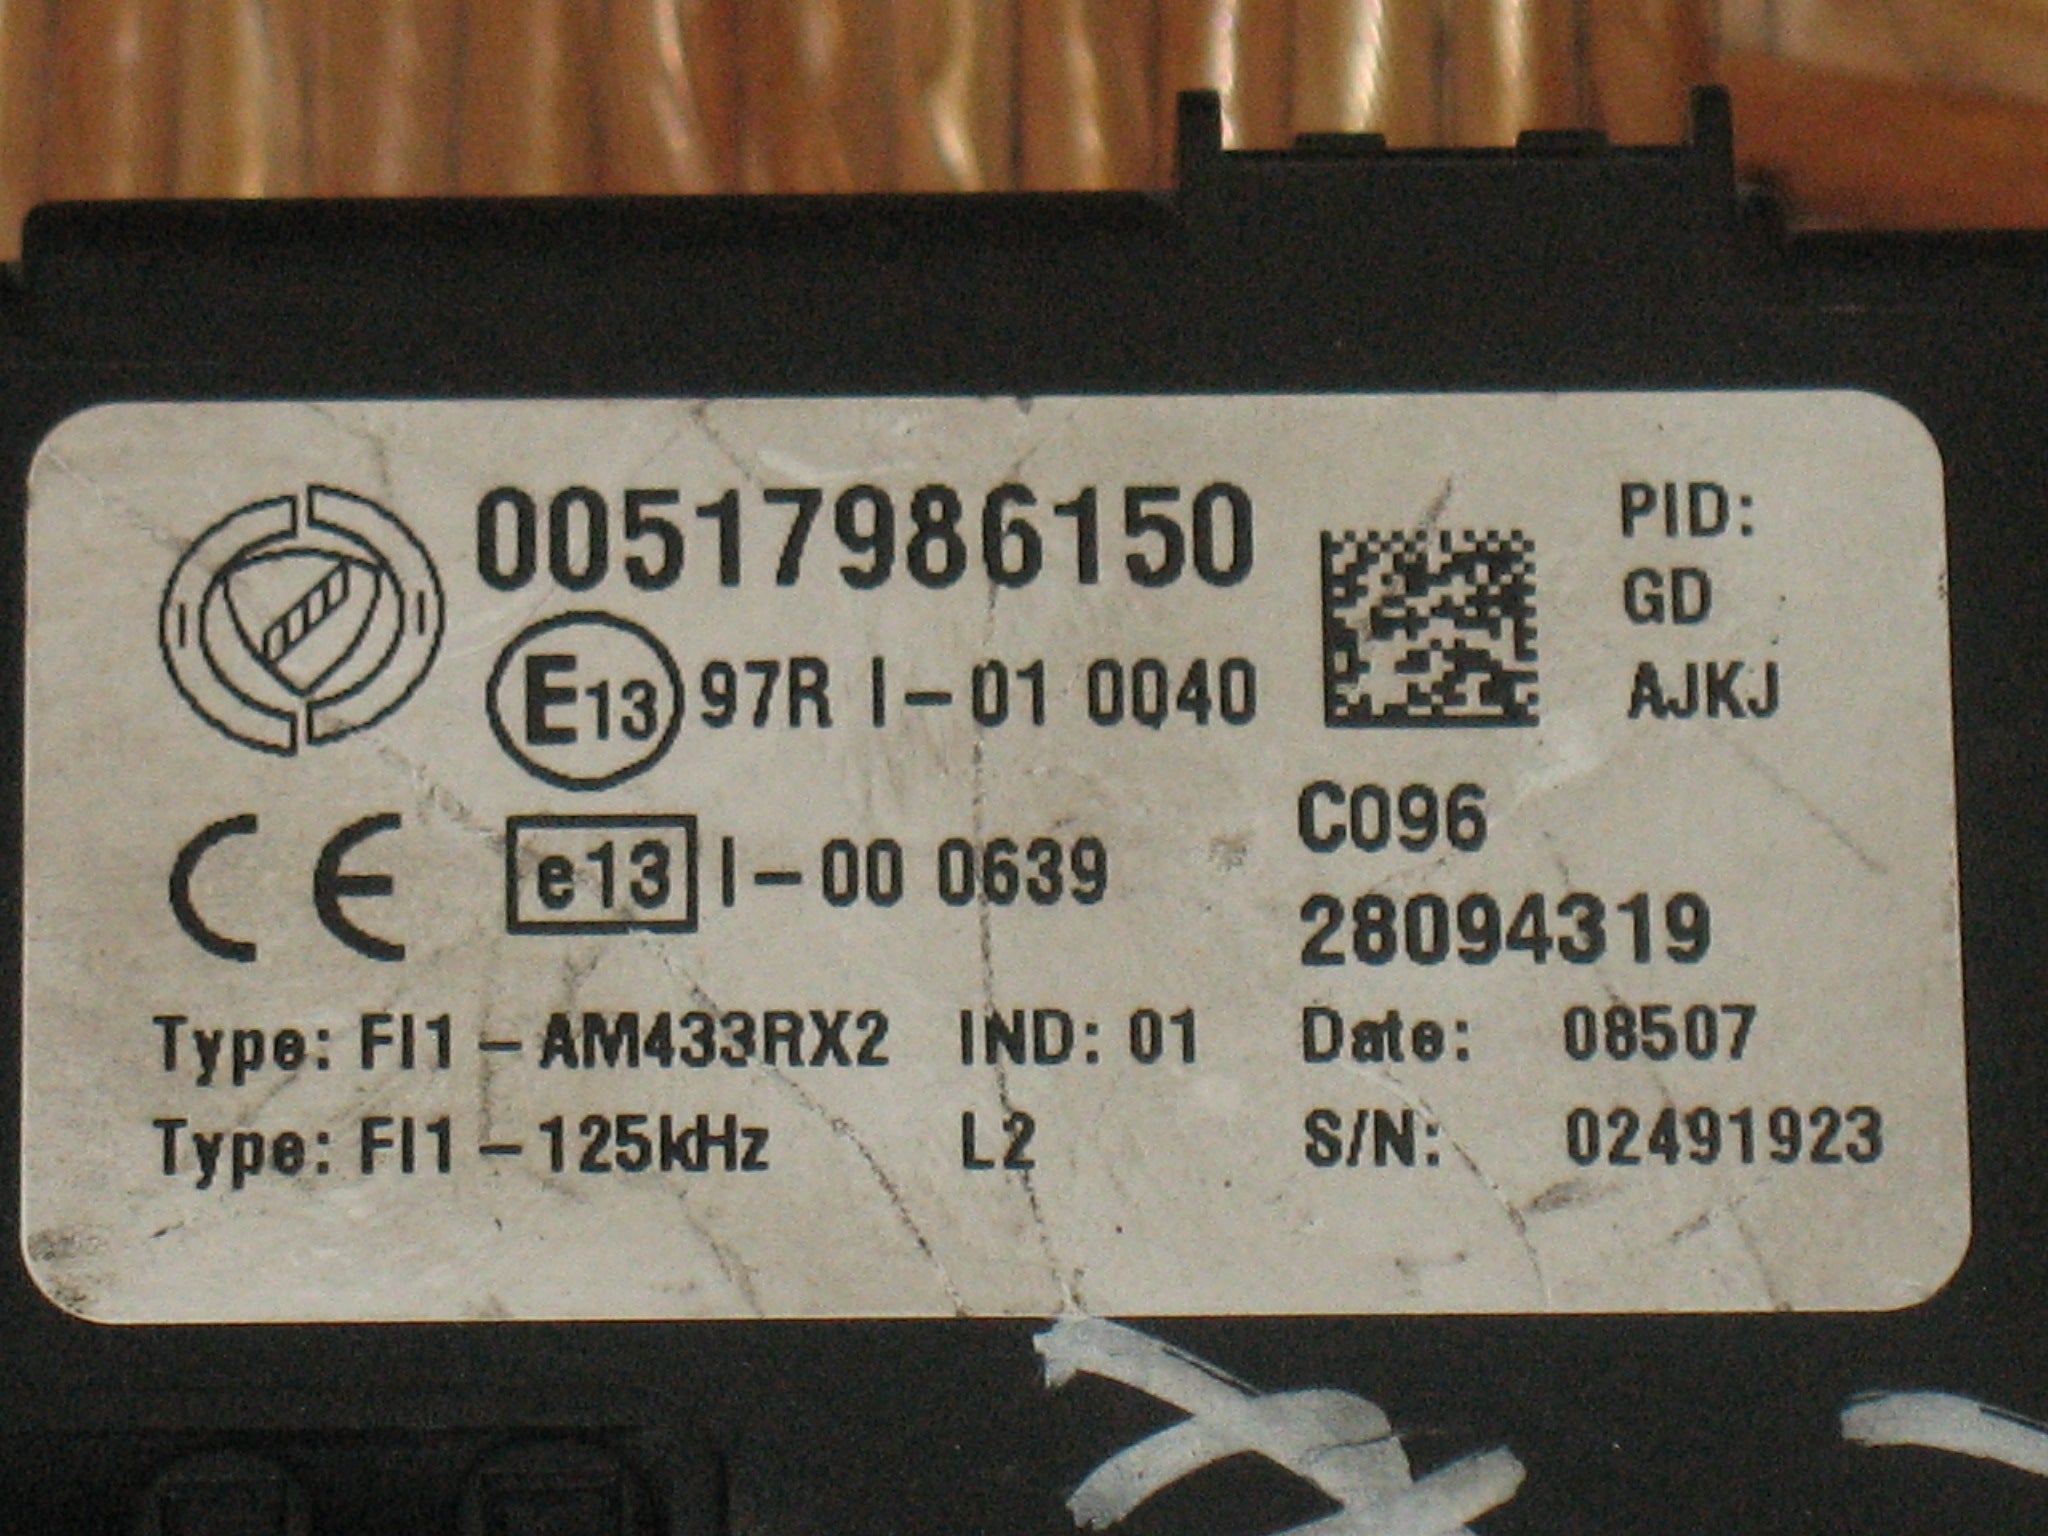 00517986150
E13 97R I-01 0040
CE e13 I-00 0639
Type: FI1-AM433RX2 IND: 01
Type: FI1-125kHz L2
PID:
GD
AJKJ
C096
28094319
Date: 08507
S/N: 02491923